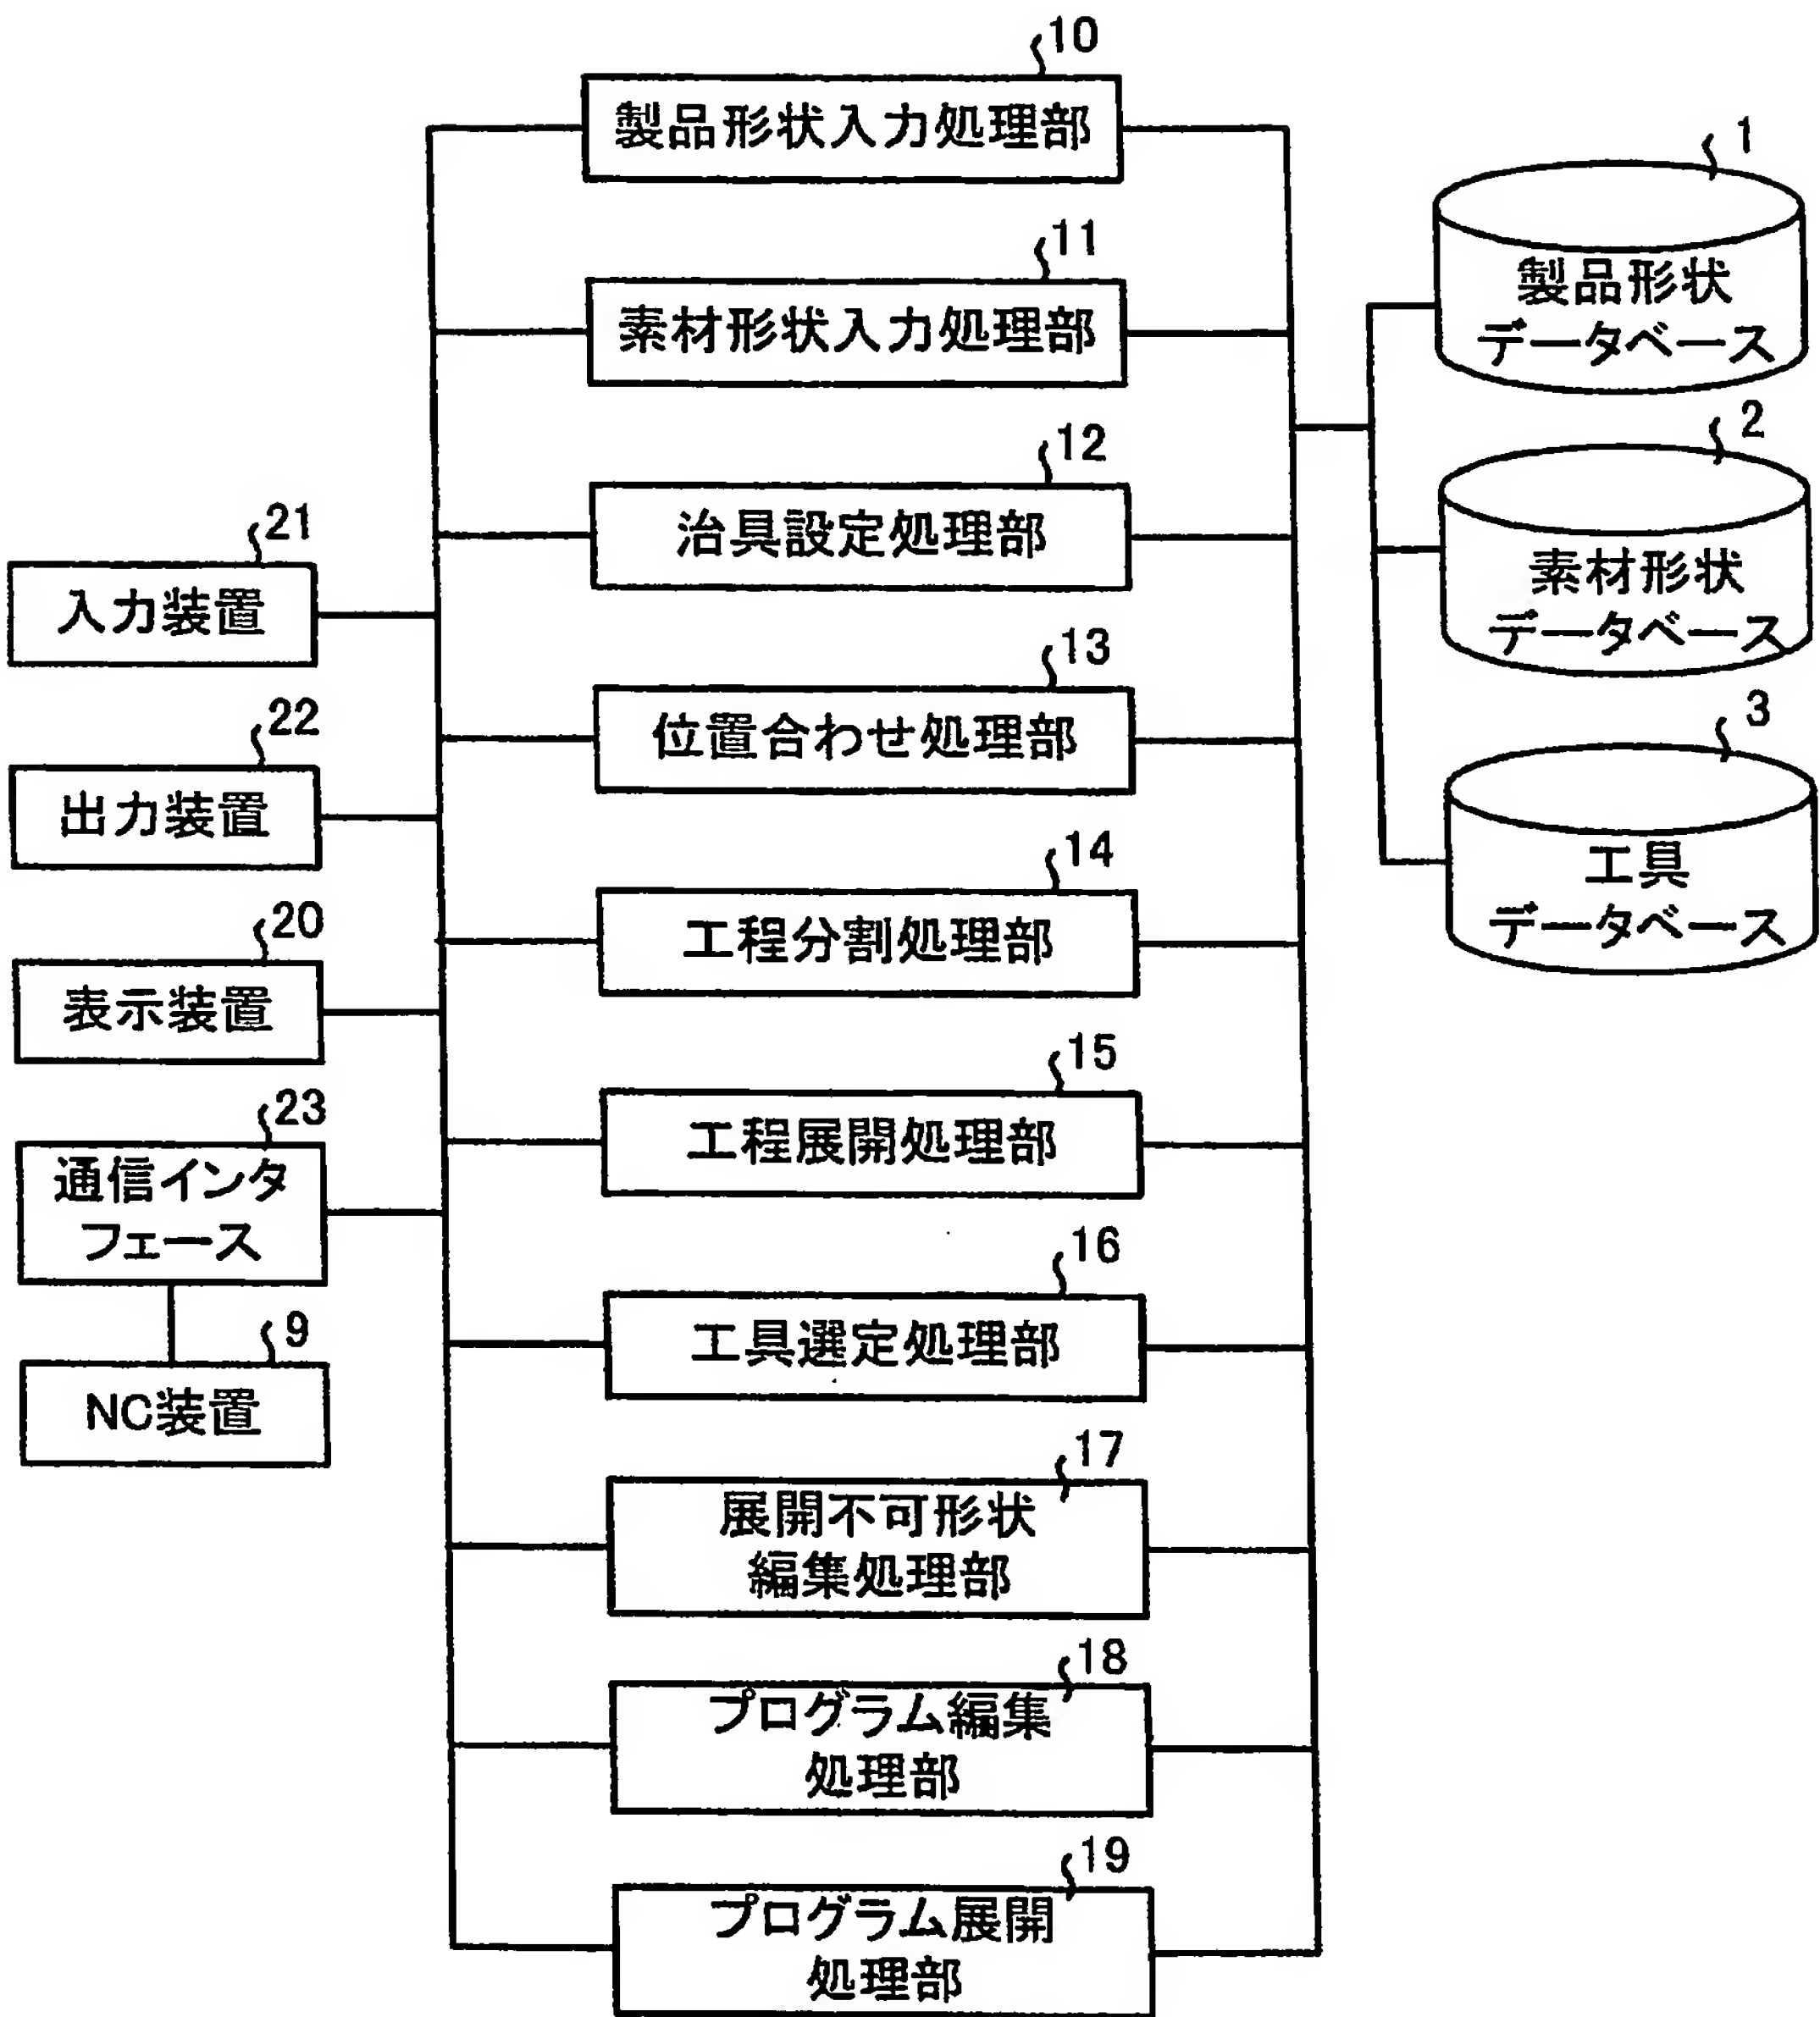 10
製品形状入力処理部
11
素材形状入力処理部
12
治具設定処理部
13
位置合わせ処理部
14
工程分割処理部
15
工程展開処理部
16
工具選定処理部
17
展開不可形状
編集処理部
18
プログラム編集
処理部
19
プログラム展開
処理部
21
入力装置
22
出力装置
20
表示装置
23
通信インタ
フェース
9
NC装置
1
製品形状
データベース
2
素材形状
データベース
3
工具
データベース